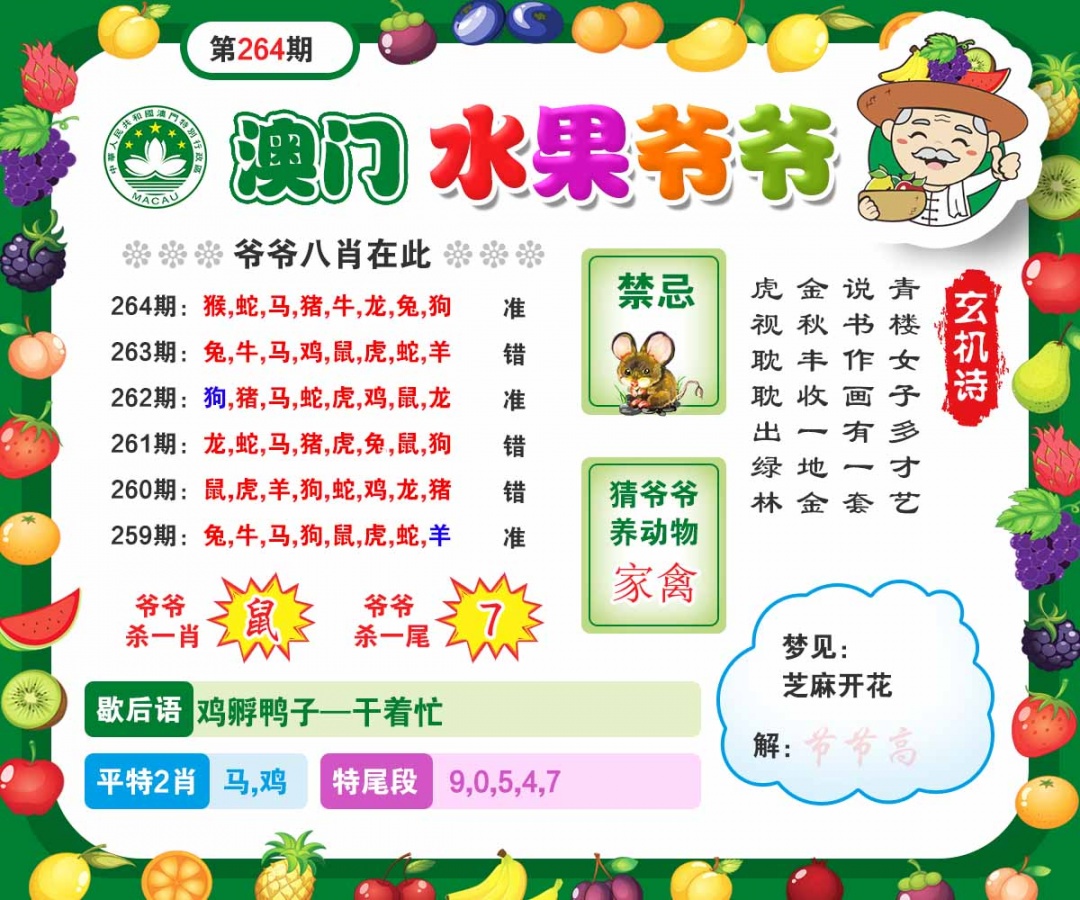 第264期
中華人民共和國澳門特別行政區
MACAU
澳门 水果爷爷
爷爷八肖在此
264期：猴,蛇,马,猪,牛,龙,兔,狗 准
263期：兔,牛,马,鸡,鼠,虎,蛇,羊 错
262期：狗,猪,马,蛇,虎,鸡,鼠,龙 准
261期：龙,蛇,马,猪,虎,兔,鼠,狗 错
260期：鼠,虎,羊,狗,蛇,鸡,龙,猪 错
259期：兔,牛,马,狗,鼠,虎,蛇,羊 准
爷爷
杀一肖
鼠
爷爷
杀一尾
7
禁忌
猜爷爷
养动物
家禽
玄机诗
青楼女子多才艺
说书作画有一套
金秋丰收一地金
虎视耽耽出绿林
歇后语 鸡孵鸭子—干着忙
平特2肖 马,鸡
特尾段 9,0,5,4,7
梦见：
芝麻开花
解：节节高